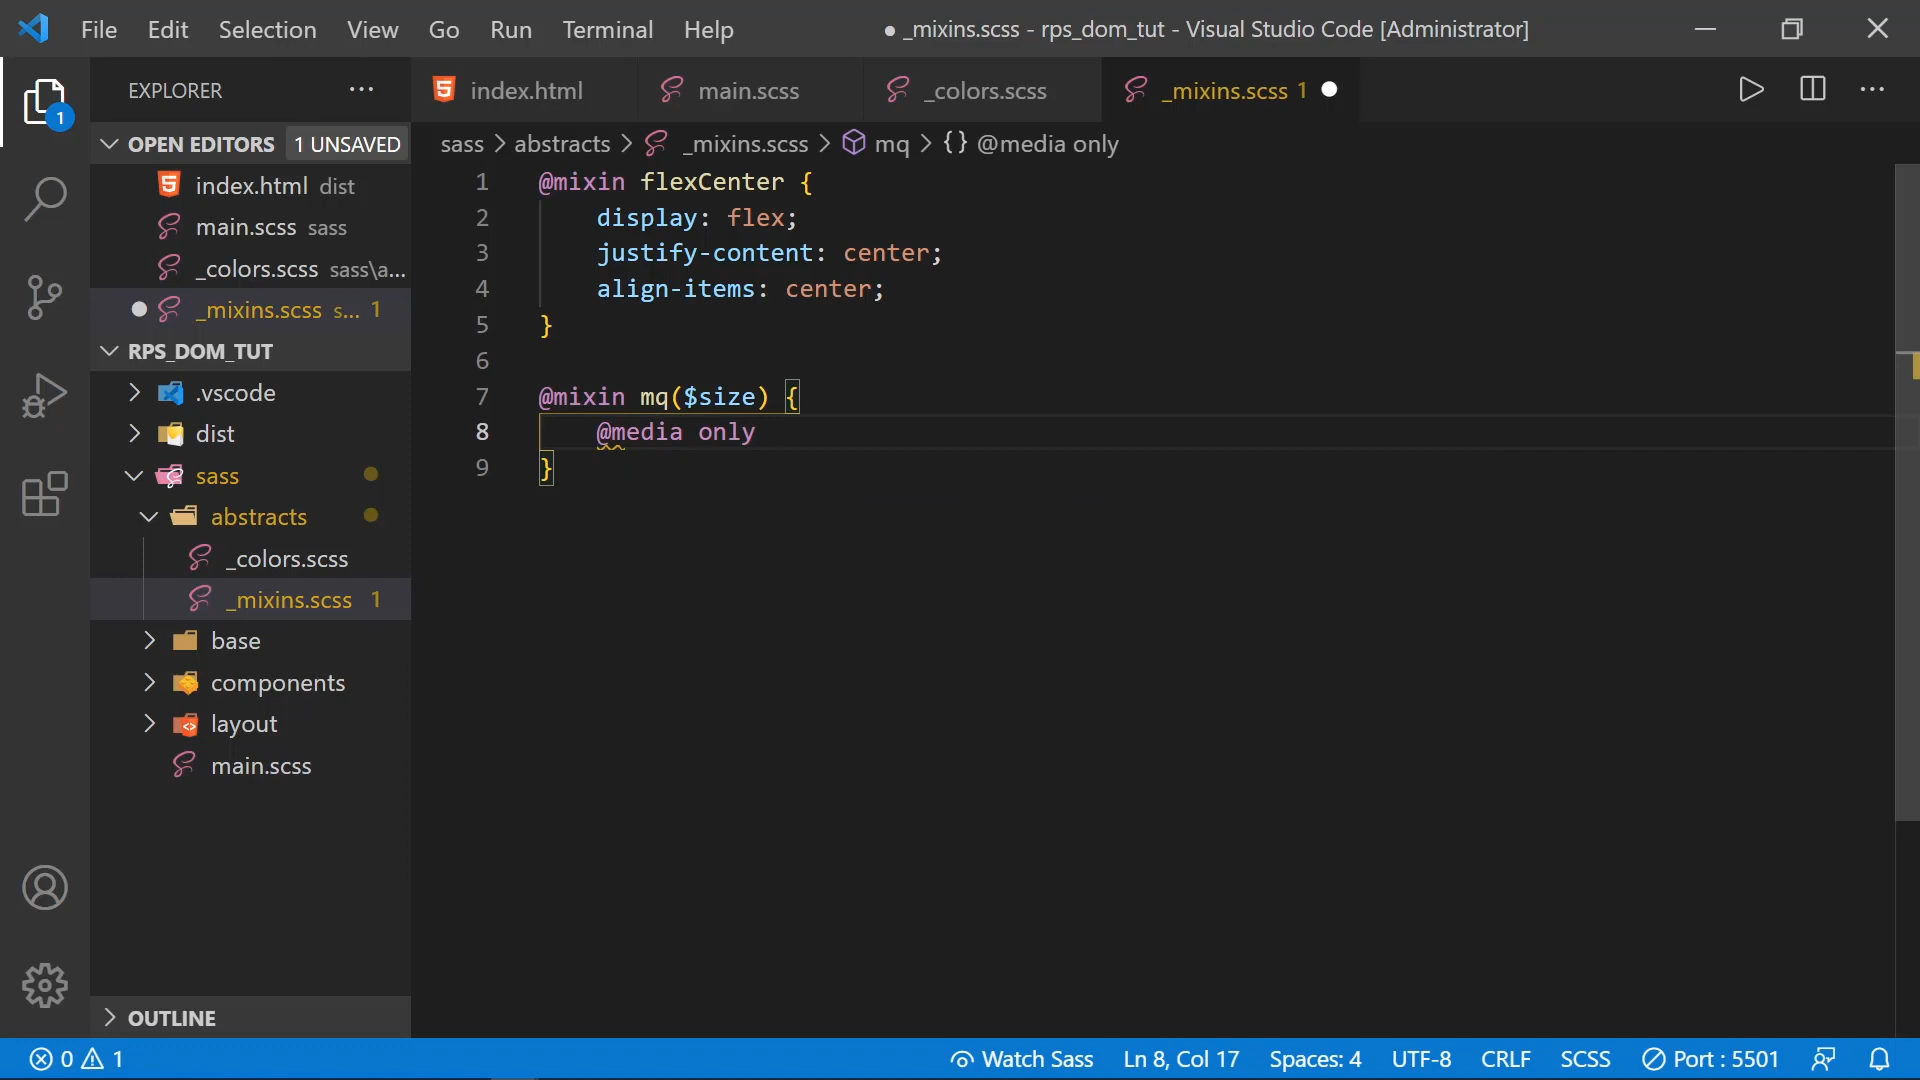 File Edit Selection View Go Run Terminal Help
● _mixins.scss - rps_dom_tut - Visual Studio Code [Administrator]
EXPLORER
index.html
main.scss
_colors.scss
_mixins.scss 1
1
OPEN EDITORS 1 UNSAVED
sass > abstracts > _mixins.scss > mq > {} @media only
index.html dist
main.scss sass
_colors.scss sass\a...
_mixins.scss s... 1
RPS_DOM_TUT
.vscode
dist
sass
abstracts
_colors.scss
_mixins.scss 1
base
components
layout
main.scss
OUTLINE
1 @mixin flexCenter {
2 display: flex;
3 justify-content: center;
4 align-items: center;
5 }
6
7 @mixin mq($size) {
8 @media only
9 }
0 1
Watch Sass Ln 8, Col 17 Spaces: 4 UTF-8 CRLF SCSS Port : 5501